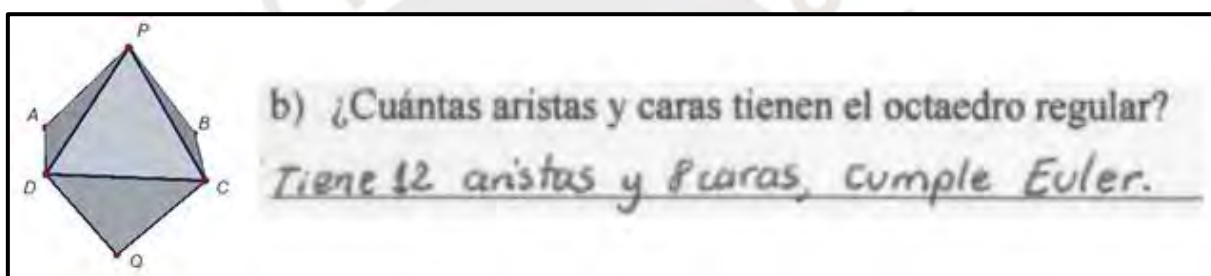 P
A
B
D
C
Q
b) ¿Cuántas aristas y caras tienen el octaedro regular?
Tiene 12 aristas y 8 caras, cumple Euler.